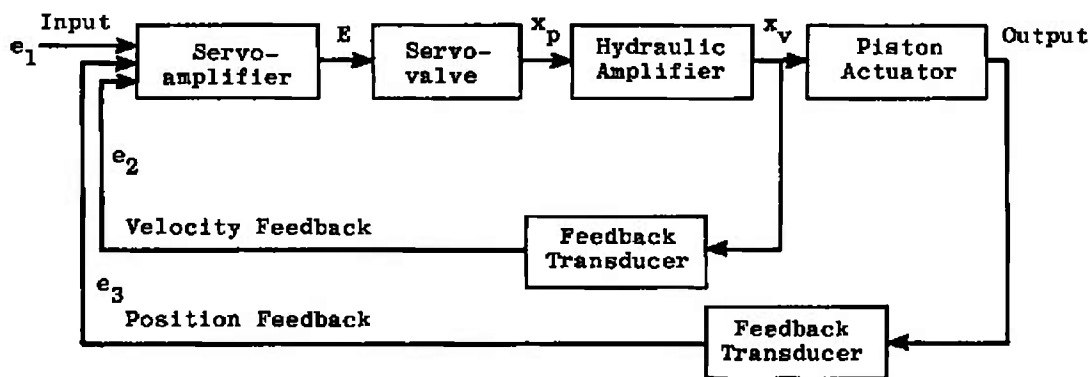 Input
e1
Servo-
amplifier
E
Servo-
valve
xp
Hydraulic
Amplifier
xv
Piston
Actuator
Output
e2
Velocity Feedback
Feedback
Transducer
e3
Position Feedback
Feedback
Transducer